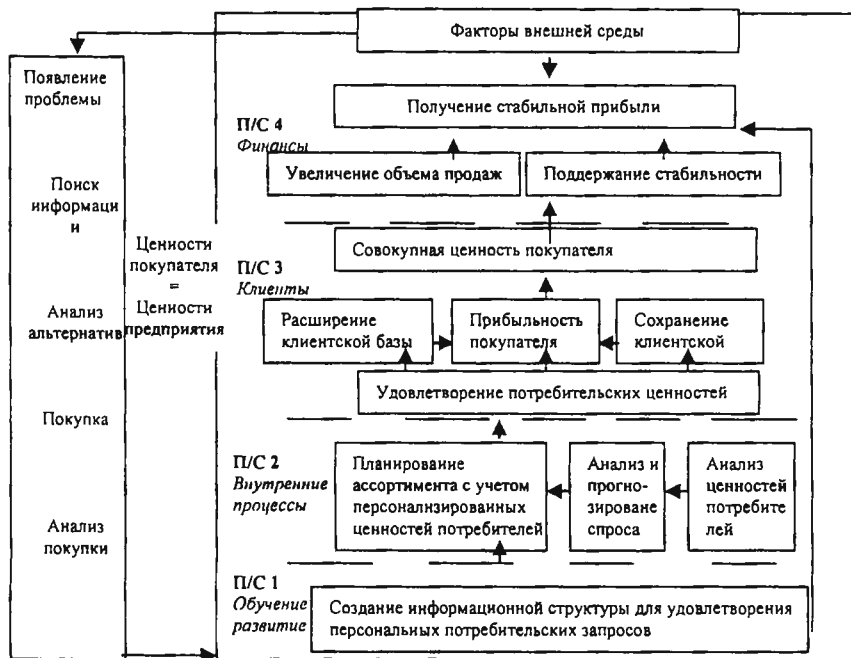 Факторы внешней среды
Появление
проблемы
Поиск
информаци
и
Анализ
альтернатив
Покупка
Анализ
покупки
Ценности
покупателя
=
Ценности
предприятия
Получение стабильной прибыли
П/С 4
Финансы
Увеличение объема продаж
Поддержание стабильности
Совокупная ценность покупателя
П/С 3
Клиенты
Расширение
клиентской базы
Прибыльность
покупателя
Сохранение
клиентской
Удовлетворение потребительских ценностей
П/С 2
Внутренние
процессы
Планирование
ассортимента с учетом
персонализированных
ценностей потребителей
Анализ и
прогно-
зироване
спроса
Анализ
ценностей
потребите
лей
П/С 1
Обучение
развитие
Создание информационной структуры для удовлетворения
персональных потребительских запросов